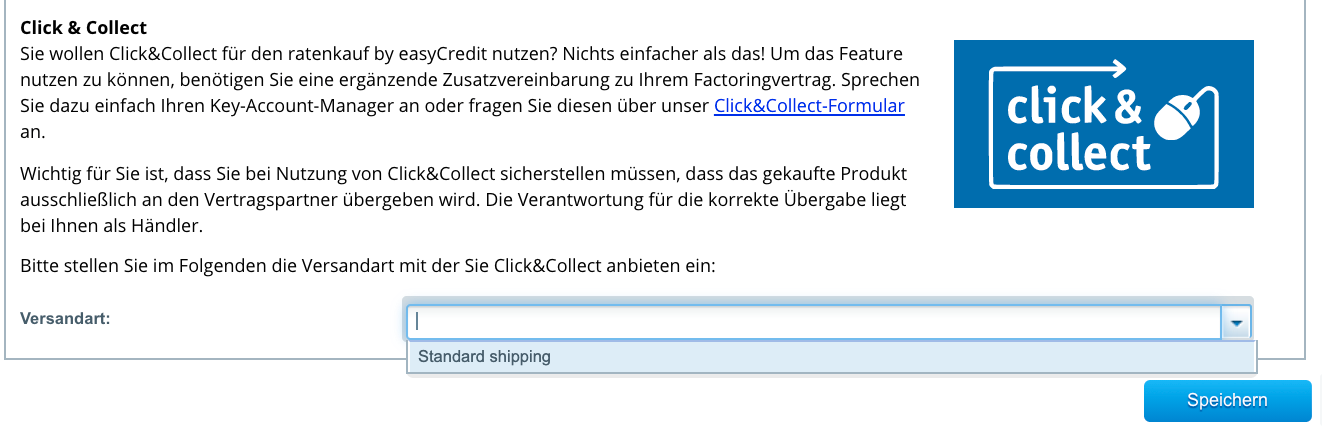 Click & Collect
Sie wollen Click&Collect für den ratenkauf by easyCredit nutzen? Nichts einfacher als das! Um das Feature
nutzen zu können, benötigen Sie eine ergänzende Zusatzvereinbarung zu Ihrem Factoringvertrag. Sprechen
Sie dazu einfach Ihren Key-Account-Manager an oder fragen Sie diesen über unser Click&Collect-Formular
an.
Wichtig für Sie ist, dass Sie bei Nutzung von Click&Collect sicherstellen müssen, dass das gekaufte Produkt
ausschließlich an den Vertragspartner übergeben wird. Die Verantwortung für die korrekte Übergabe liegt
bei Ihnen als Händler.
Bitte stellen Sie im Folgenden die Versandart mit der Sie Click&Collect anbieten ein:
click &
collect
Versandart:
Standard shipping
Speichern